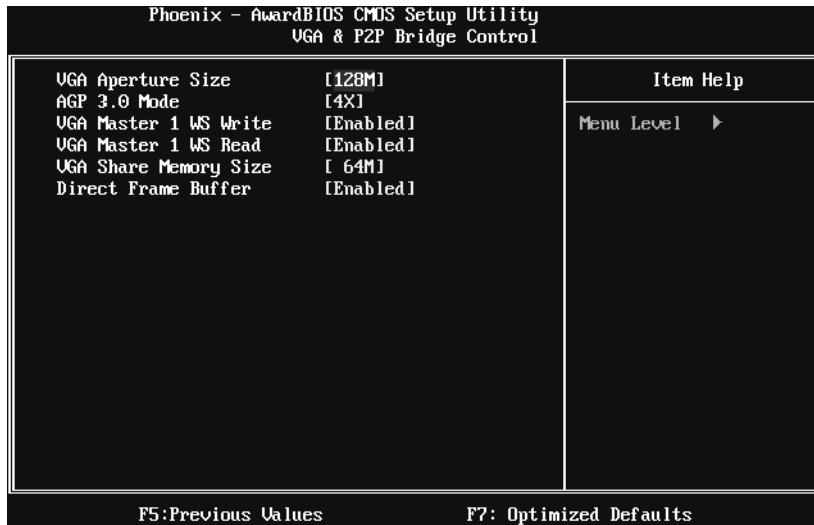 Phoenix - AwardBIOS CMOS Setup Utility
VGA & P2P Bridge Control
VGA Aperture Size [128M]
AGP 3.0 Mode [4X]
VGA Master 1 WS Write [Enabled]
VGA Master 1 WS Read [Enabled]
VGA Share Memory Size [ 64M]
Direct Frame Buffer [Enabled]
Item Help
Menu Level ▶
F5:Previous Values F7: Optimized Defaults